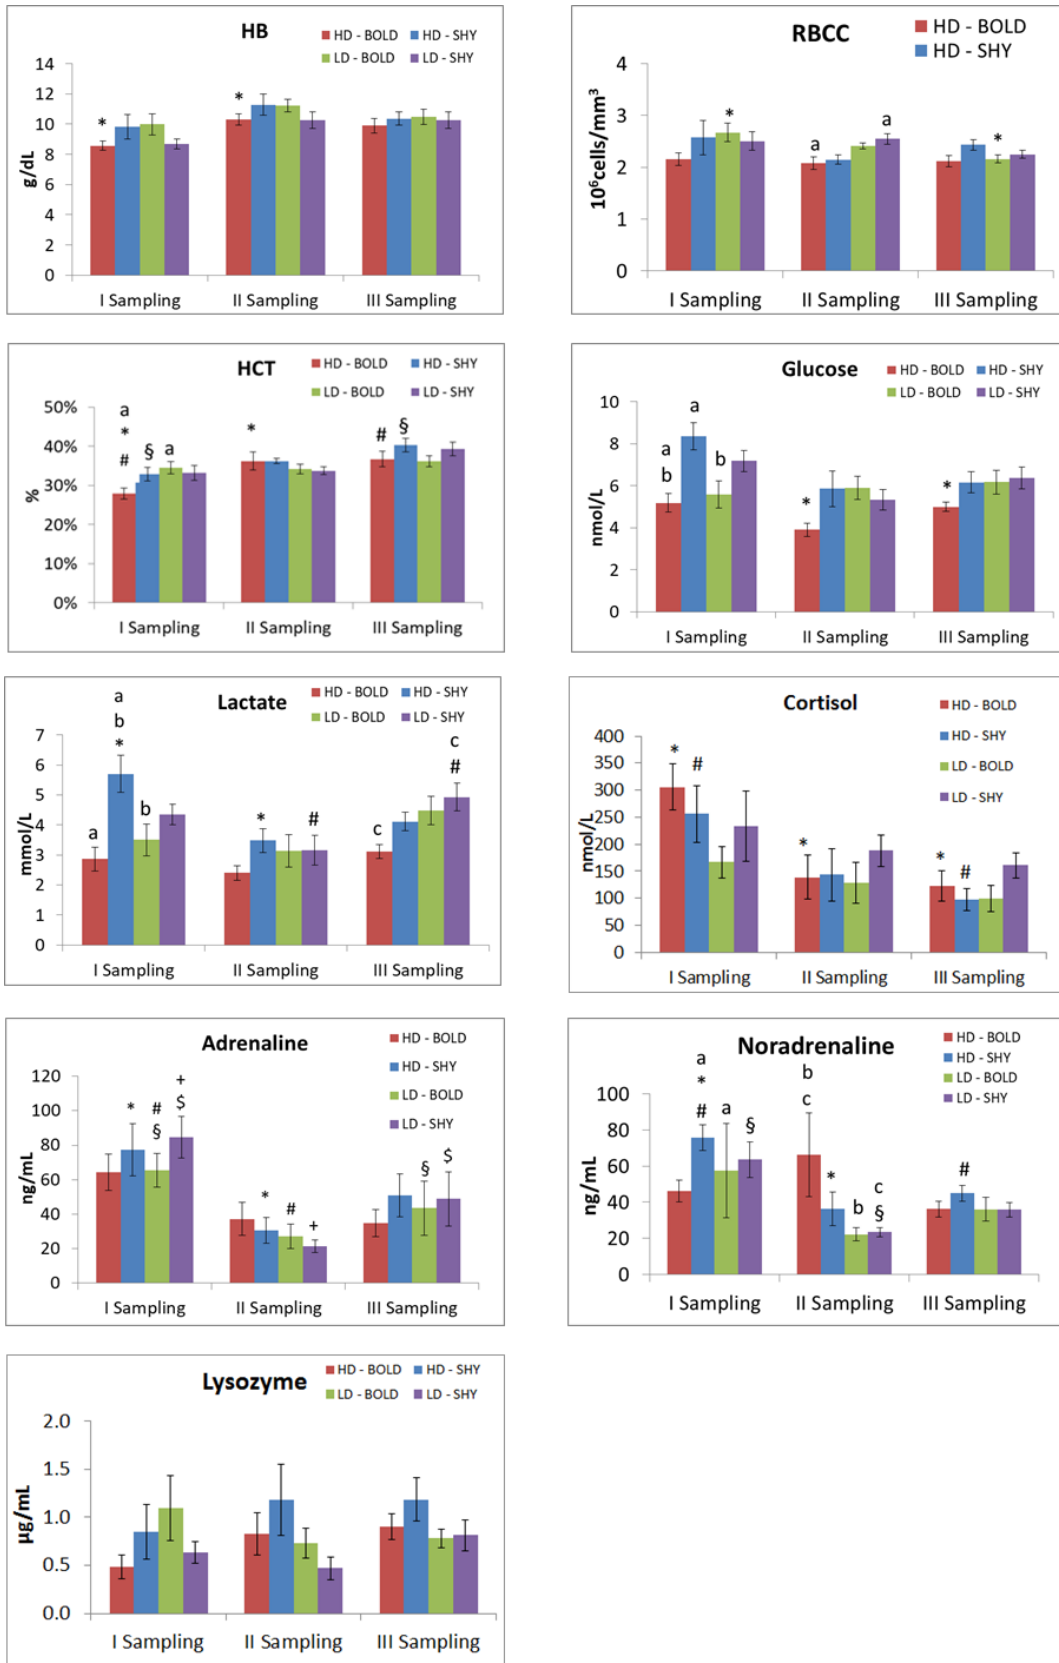 HB
HD - BOLD HD - SHY
LD - BOLD LD - SHY
14
12
10
8
6
4
2
0
g/dL
* *
I Sampling II Sampling III Sampling
RBCC
HD - BOLD
HD - SHY
4
3
2
1
0
10⁶cells/mm³
* a a *
I Sampling II Sampling III Sampling
HCT
HD - BOLD HD - SHY
LD - BOLD LD - SHY
50%
40%
30%
20%
10%
0%
%
a
* *
# § a # §
I Sampling II Sampling III Sampling
Glucose
HD - BOLD HD - SHY
LD - BOLD LD - SHY
10
8
6
4
2
0
nmol/L
a
a
b b
* *
I Sampling II Sampling III Sampling
Lactate
HD - BOLD HD - SHY
LD - BOLD LD - SHY
7
6
5
4
3
2
1
0
mmol/L
a
b
*
a b
* #
c
#
c
I Sampling II Sampling III Sampling
Cortisol
HD - BOLD
HD - SHY
LD - BOLD
LD - SHY
400
350
300
250
200
150
100
50
0
nmol/L
* #
*
* #
I Sampling II Sampling III Sampling
Adrenaline
HD - BOLD
HD - SHY
LD - BOLD
LD - SHY
120
100
80
60
40
20
0
ng/mL
+
* # $
§
* # +
§ $
I Sampling II Sampling III Sampling
Noradrenaline
HD - BOLD
HD - SHY
LD - BOLD
LD - SHY
80
60
40
20
0
ng/mL
a
*
# a §
b
c
* b c
§
#
I Sampling II Sampling III Sampling
Lysozyme
HD - BOLD HD - SHY
LD - BOLD LD - SHY
2.0
1.5
1.0
0.5
0.0
µg/mL
I Sampling II Sampling III Sampling